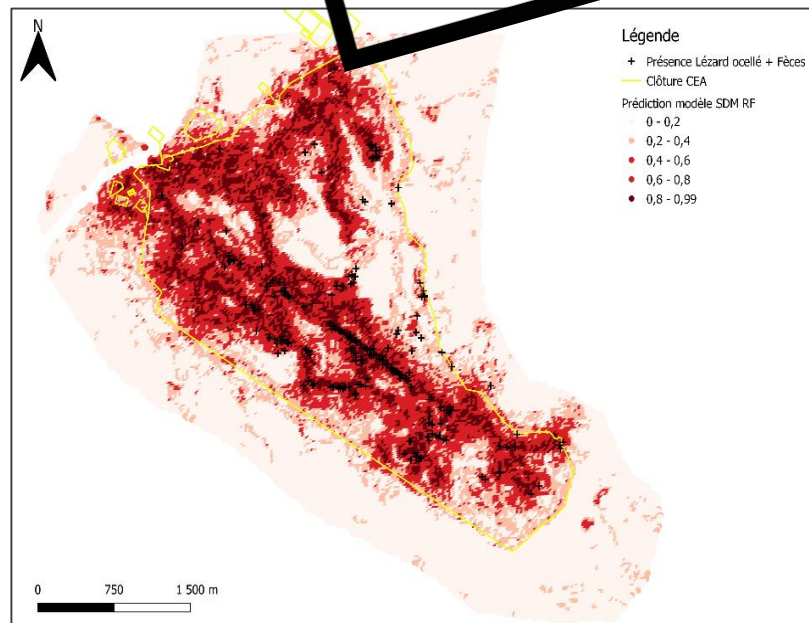 N
Légende
Présence Lézard ocellé + Fèces
Clôture CEA
Prédiction modèle SDM RF
0 - 0,2
0,2 - 0,4
0,4 - 0,6
0,6 - 0,8
0,8 - 0,99
0 750 1 500 m